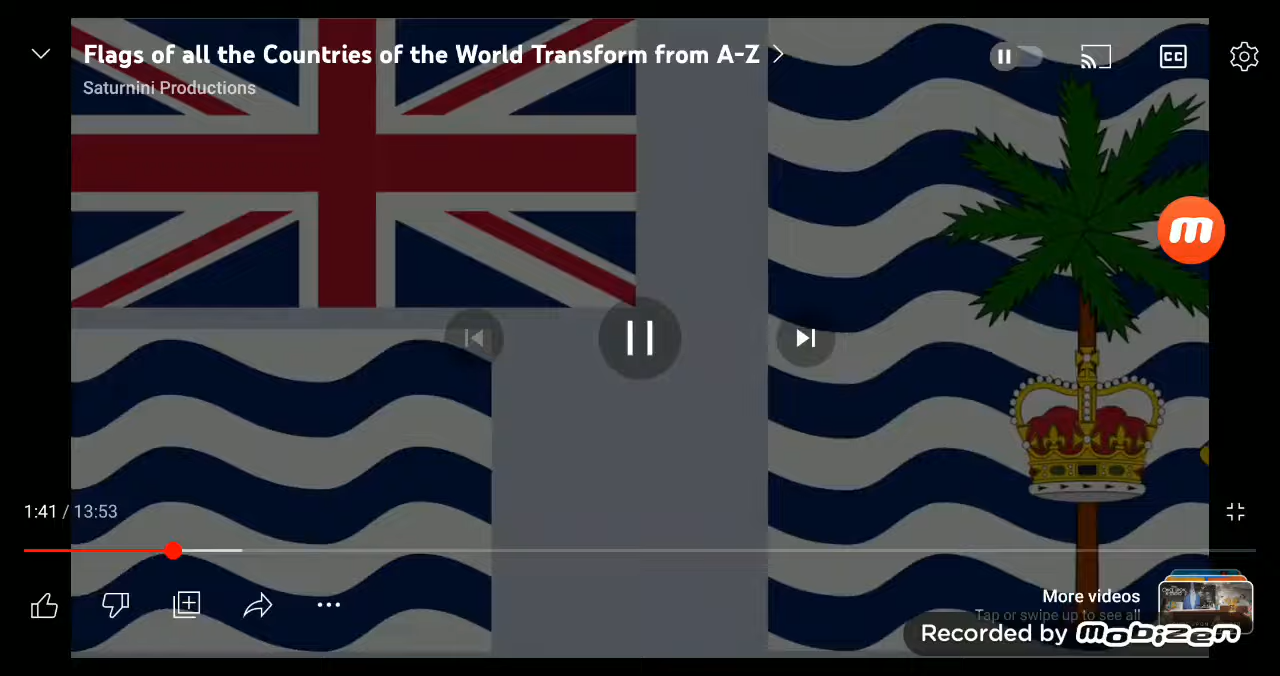 Flags of all the Countries of the World Transform from A-Z
Saturnini Productions
CC
m
1:41 / 13:53
More videos
Tap or swipe up to see all
Recorded by mobizen